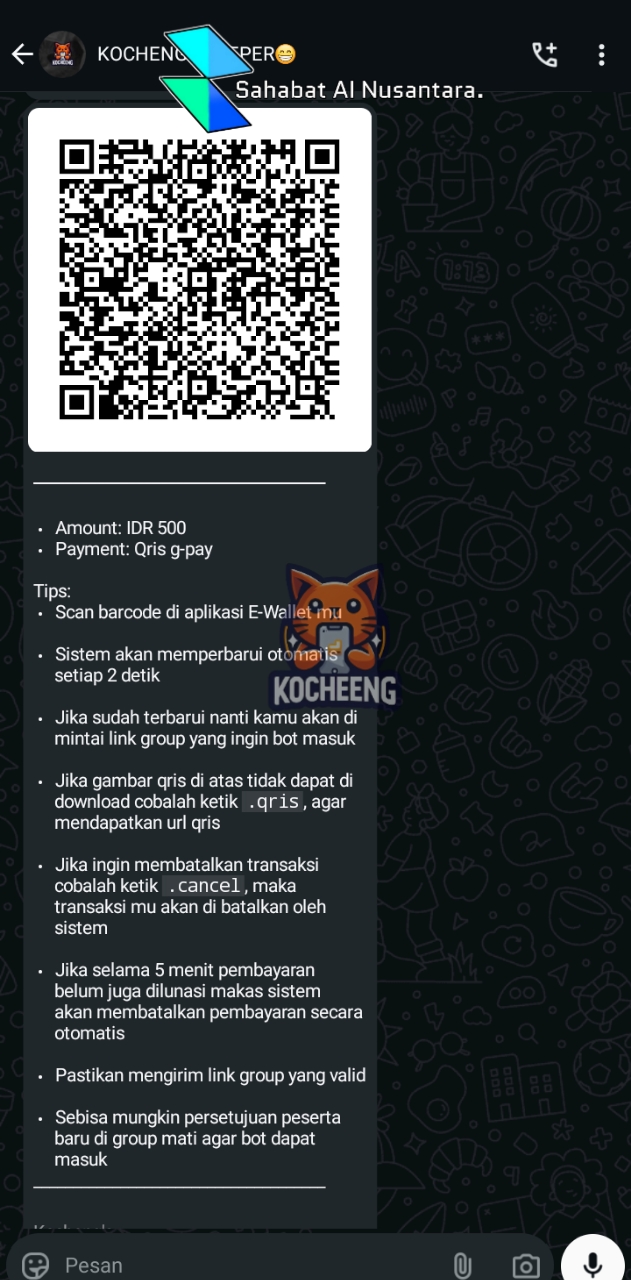 KOCHENG
EPER😁
Sahabat AI Nusantara.
• Amount: IDR 500
• Payment: Qris g-pay
Tips:
• Scan barcode di aplikasi E-Wallet mu
• Sistem akan memperbarui otomatis
setiap 2 detik
• Jika sudah terbarui nanti kamu akan di
mintai link group yang ingin bot masuk
KOCHEENG
• Jika gambar qris di atas tidak dapat di
download cobalah ketik .qris, agar
mendapatkan url qris
• Jika ingin membatalkan transaksi
cobalah ketik .cancel, maka
transaksi mu akan di batalkan oleh
sistem
• Jika selama 5 menit pembayaran
belum juga dilunasi makas sistem
akan membatalkan pembayaran secara
otomatis
• Pastikan mengirim link group yang valid
• Sebisa mungkin persetujuan peserta
baru di group mati agar bot dapat
masuk
Pesan